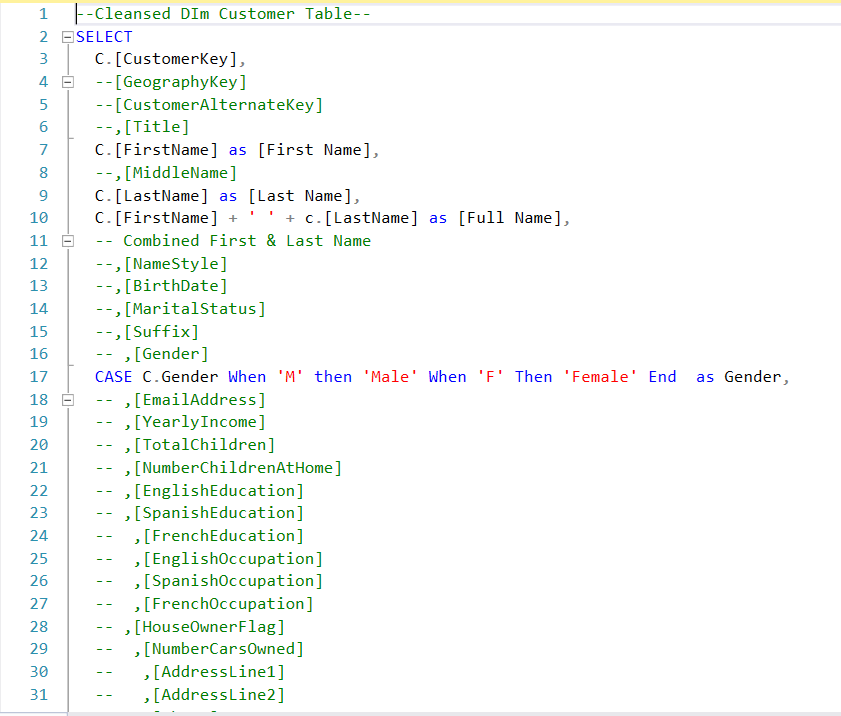 1 --Cleansed DIm Customer Table--
2 SELECT
3 C.[CustomerKey],
4 --[GeographyKey]
5 --[CustomerAlternateKey]
6 --,[Title]
7 C.[FirstName] as [First Name],
8 --,[MiddleName]
9 C.[LastName] as [Last Name],
10 C.[FirstName] + ' ' + c.[LastName] as [Full Name],
11 -- Combined First & Last Name
12 --,[NameStyle]
13 --,[BirthDate]
14 --,[MaritalStatus]
15 --,[Suffix]
16 -- ,[Gender]
17 CASE C.Gender When 'M' then 'Male' When 'F' Then 'Female' End  as Gender,
18 -- ,[EmailAddress]
19 -- ,[YearlyIncome]
20 -- ,[TotalChildren]
21 -- ,[NumberChildrenAtHome]
22 -- ,[EnglishEducation]
23 -- ,[SpanishEducation]
24 --  ,[FrenchEducation]
25 --  ,[EnglishOccupation]
26 --  ,[SpanishOccupation]
27 --  ,[FrenchOccupation]
28 -- ,[HouseOwnerFlag]
29 --  ,[NumberCarsOwned]
30 --   ,[AddressLine1]
31 --   ,[AddressLine2]